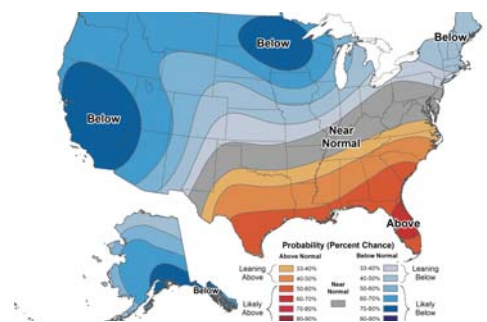 Below
Below
Below
Near
Normal
Above
Below
Probability (Percent Chance)
Above Normal
Below Normal
Leaning
Above
33-40%
40-50%
50-60%
Near
Normal
33-40%
40-50%
50-60%
Leaning
Below
Likely
Above
60-70%
70-80%
80-90%
60-70%
70-80%
80-90%
Likely
Below